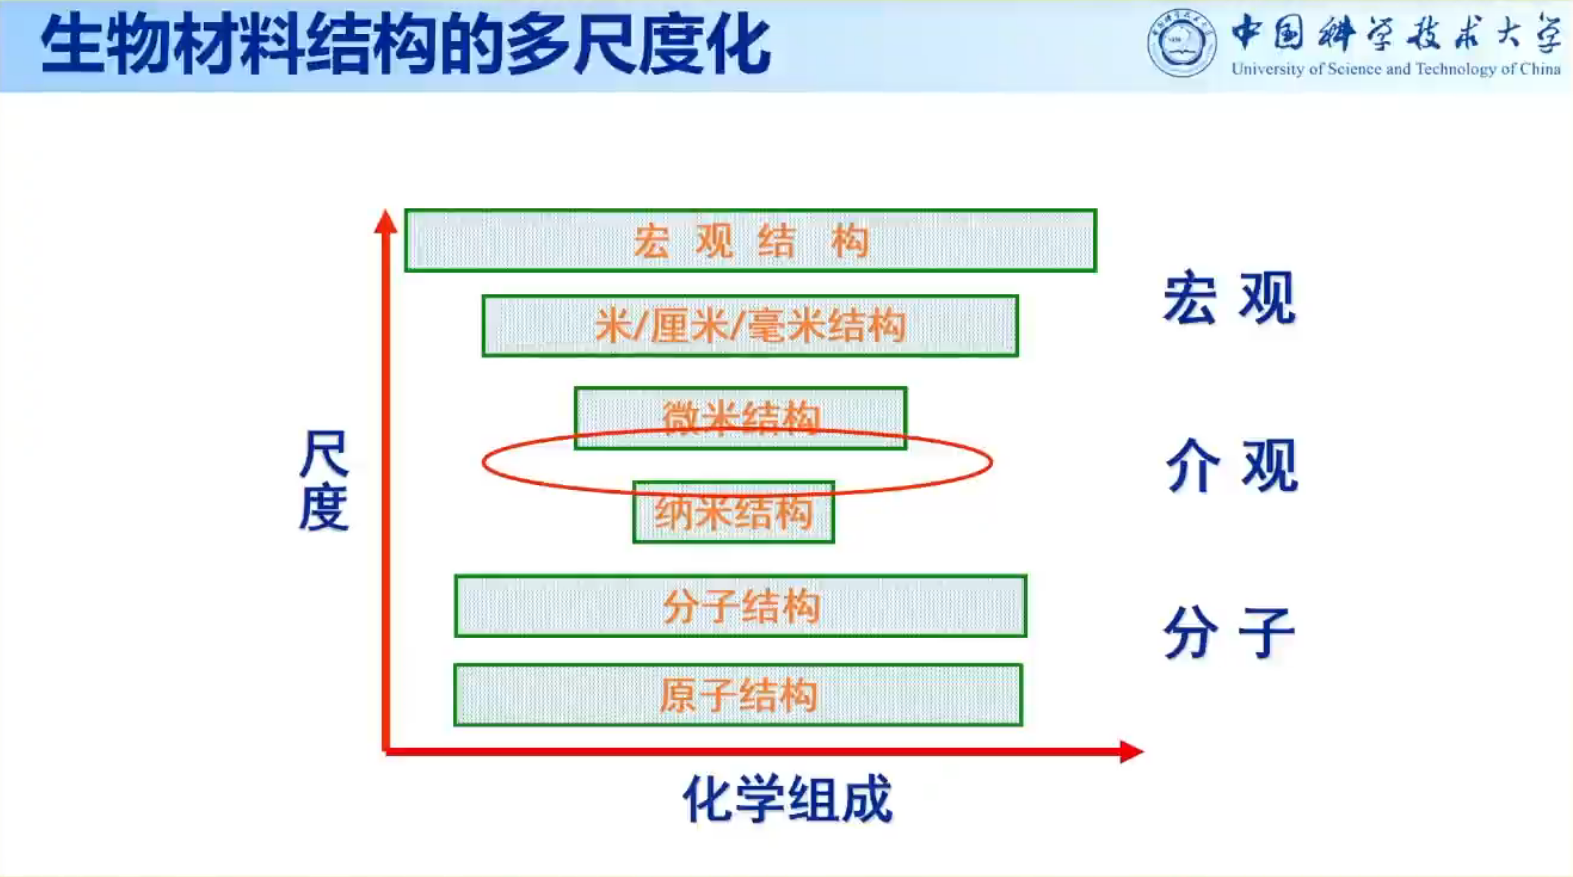 生物材料结构的多尺度化
中国科学技术大学
University of Science and Technology of China
宏观结构
宏观
米/厘米/毫米结构
微米结构
尺度
介观
纳米结构
分子结构
分子
原子结构
化学组成